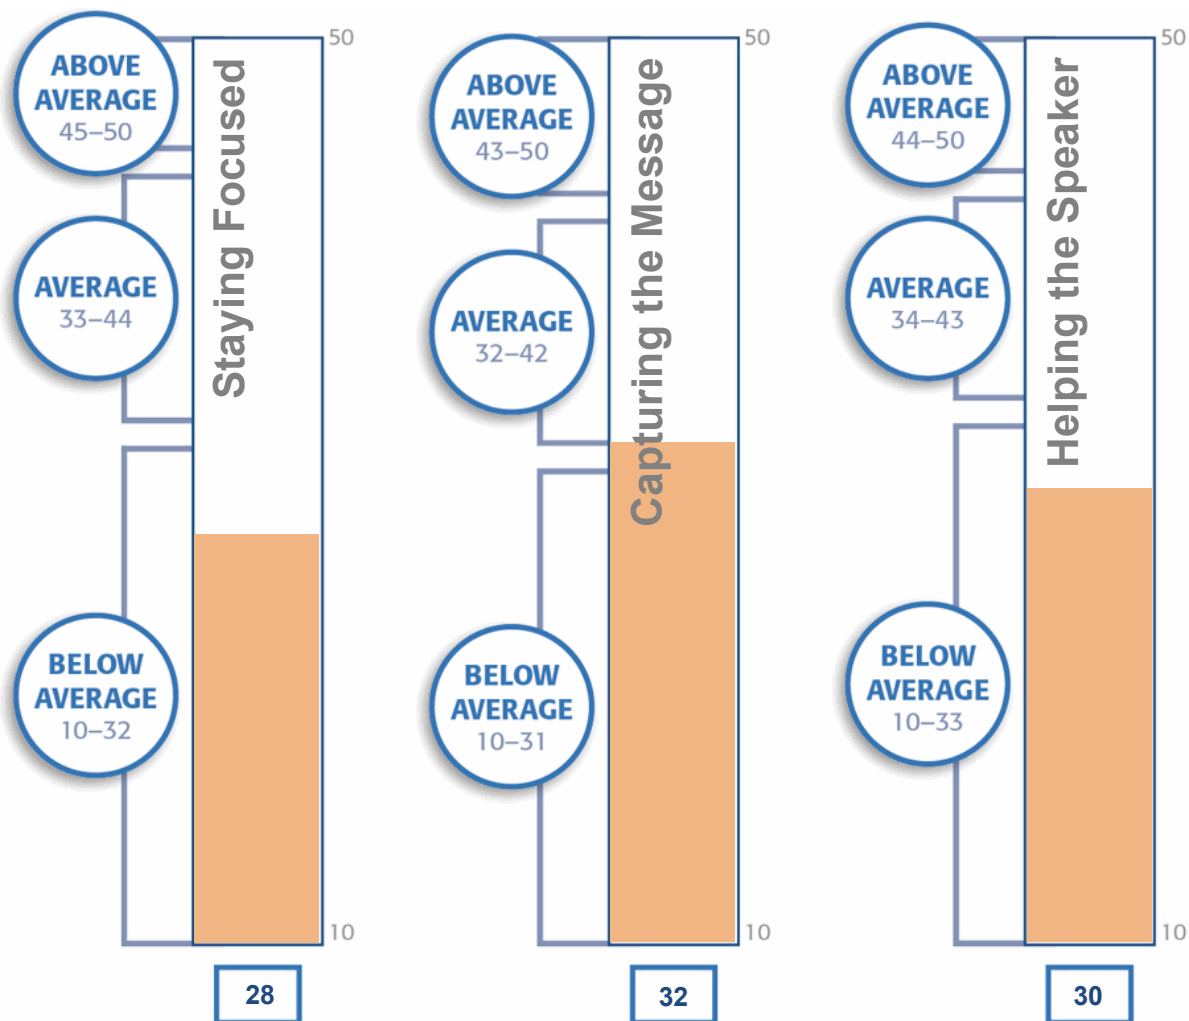 50
ABOVE
AVERAGE
45–50
Staying Focused
AVERAGE
33–44
BELOW
AVERAGE
10–32
10
28
50
ABOVE
AVERAGE
43–50
Capturing the Message
AVERAGE
32–42
BELOW
AVERAGE
10–31
10
32
50
ABOVE
AVERAGE
44–50
Helping the Speaker
AVERAGE
34–43
BELOW
AVERAGE
10–33
10
30